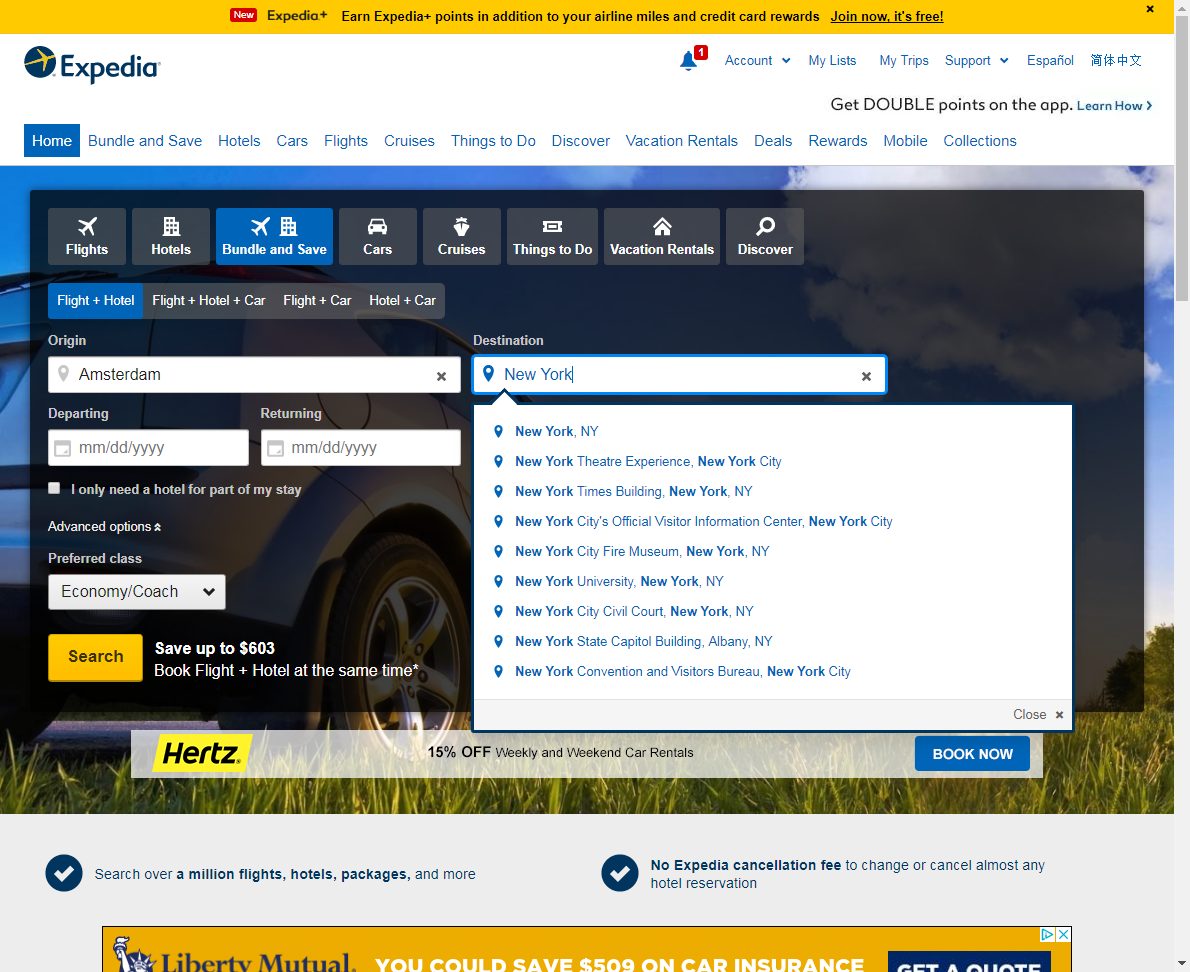 New Expedia+ Earn Expedia+ points in addition to your airline miles and credit card rewards Join now, it's free!
Expedia
1 Account My Lists My Trips Support Español 简体中文
Get DOUBLE points on the app. Learn How
Home Bundle and Save Hotels Cars Flights Cruises Things to Do Discover Vacation Rentals Deals Rewards Mobile Collections
Flights Hotels Bundle and Save Cars Cruises Things to Do Vacation Rentals Discover
Flight + Hotel Flight + Hotel + Car Flight + Car Hotel + Car
Origin Destination
Amsterdam New York
Departing Returning
mm/dd/yyyy mm/dd/yyyy
I only need a hotel for part of my stay
Advanced options
Preferred class
Economy/Coach
Search
Save up to $603
Book Flight + Hotel at the same time*
New York, NY
New York Theatre Experience, New York City
New York Times Building, New York, NY
New York City's Official Visitor Information Center, New York City
New York City Fire Museum, New York, NY
New York University, New York, NY
New York City Civil Court, New York, NY
New York State Capitol Building, Albany, NY
New York Convention and Visitors Bureau, New York City
Close
Hertz. 15% OFF Weekly and Weekend Car Rentals BOOK NOW
Search over a million flights, hotels, packages, and more
No Expedia cancellation fee to change or cancel almost any
hotel reservation
Liberty Mutual. YOU COULD SAVE $509 ON CAR INSURANCE GET A QUOTE